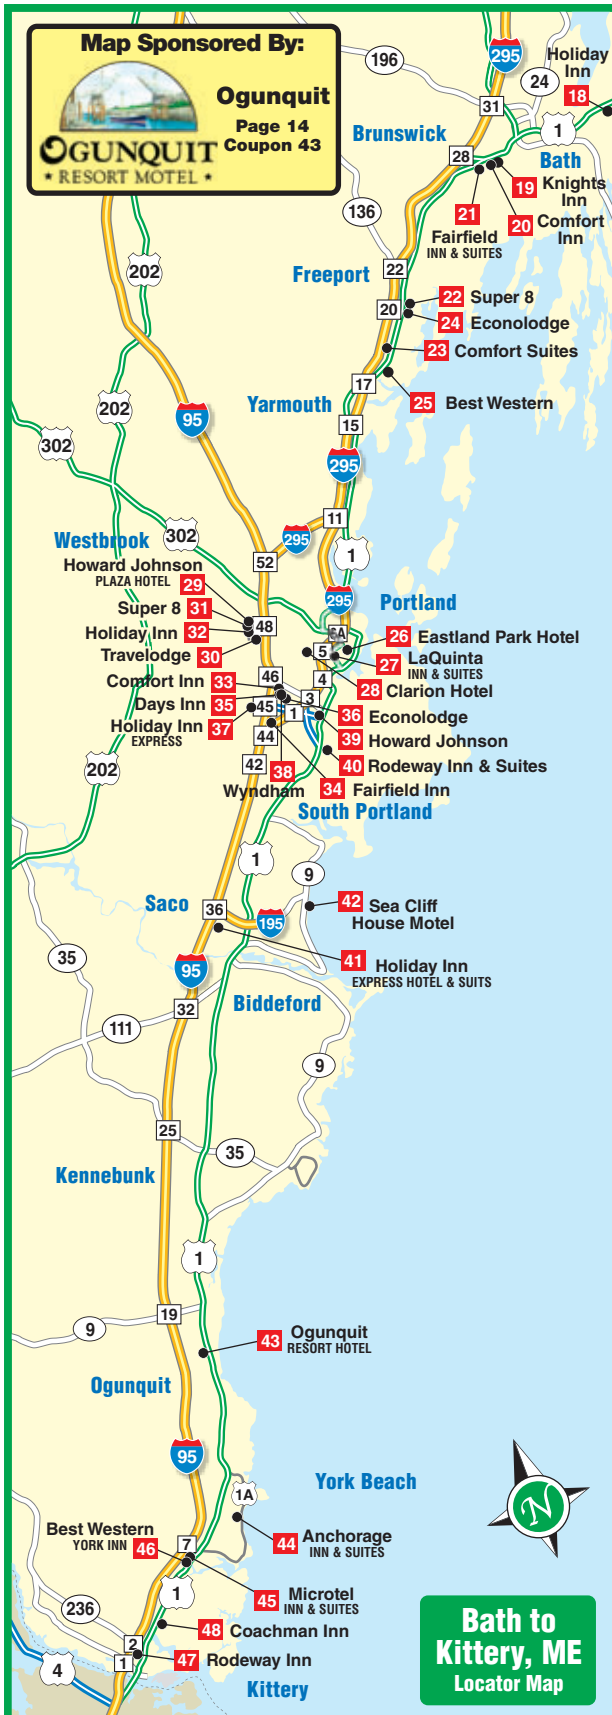 Map Sponsored By:
Ogunquit
Page 14
Coupon 43
OGUNQUIT
★ RESORT MOTEL ★
295
196
Holiday
Inn
24
18
31
1
Brunswick
28
Bath
19 Knights
Inn
21
20 Comfort
Inn
Fairfield
INN & SUITES
136
202
Freeport
22
22 Super 8
20
24 Econolodge
23 Comfort Suites
17
25 Best Western
202
95
Yarmouth
15
302
295
11
302
295
1
Westbrook
52
Howard Johnson
PLAZA HOTEL
29
295
Portland
Super 8 31
48
6A
Holiday Inn 32
26 Eastland Park Hotel
Travelodge 30
5
27 LaQuinta
INN & SUITES
Comfort Inn 33
46
4
28 Clarion Hotel
Days Inn 35
45
3
1
36 Econolodge
Holiday Inn 37
EXPRESS
44
39 Howard Johnson
202
42
38
40 Rodeway Inn & Suites
Wyndham
34 Fairfield Inn
South Portland
1
9
Saco
36
195
42 Sea Cliff
House Motel
35
95
41 Holiday Inn
EXPRESS HOTEL & SUITS
32
Biddeford
111
9
25
35
Kennebunk
1
19
9
43 Ogunquit
RESORT HOTEL
Ogunquit
95
York Beach
1A
N
Best Western
YORK INN 46
7
44 Anchorage
INN & SUITES
1
45 Microtel
INN & SUITES
236
48 Coachman Inn
2
1
47 Rodeway Inn
4
Kittery
Bath to
Kittery, ME
Locator Map